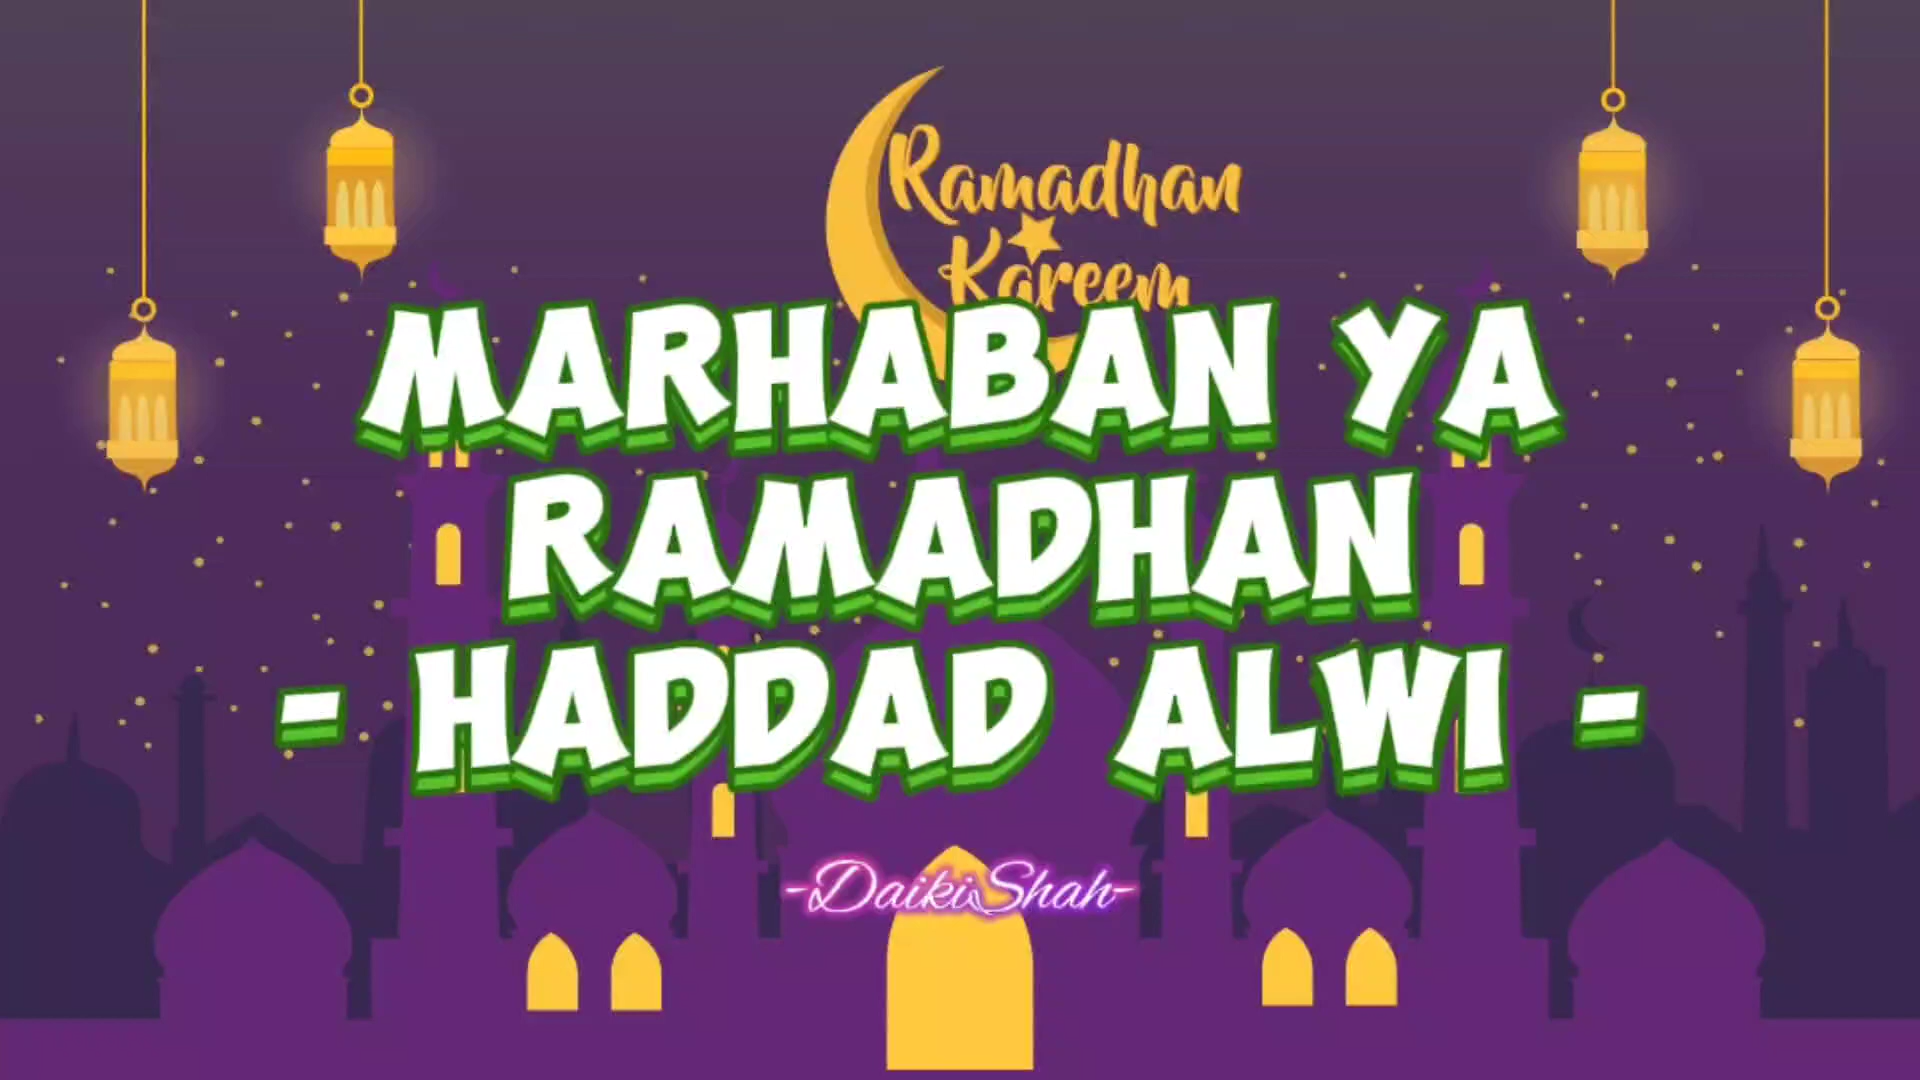 Ramadhan
Kareem
MARHABAN YA
RAMADHAN
- HADDAD ALWI -
-DaikiShah-